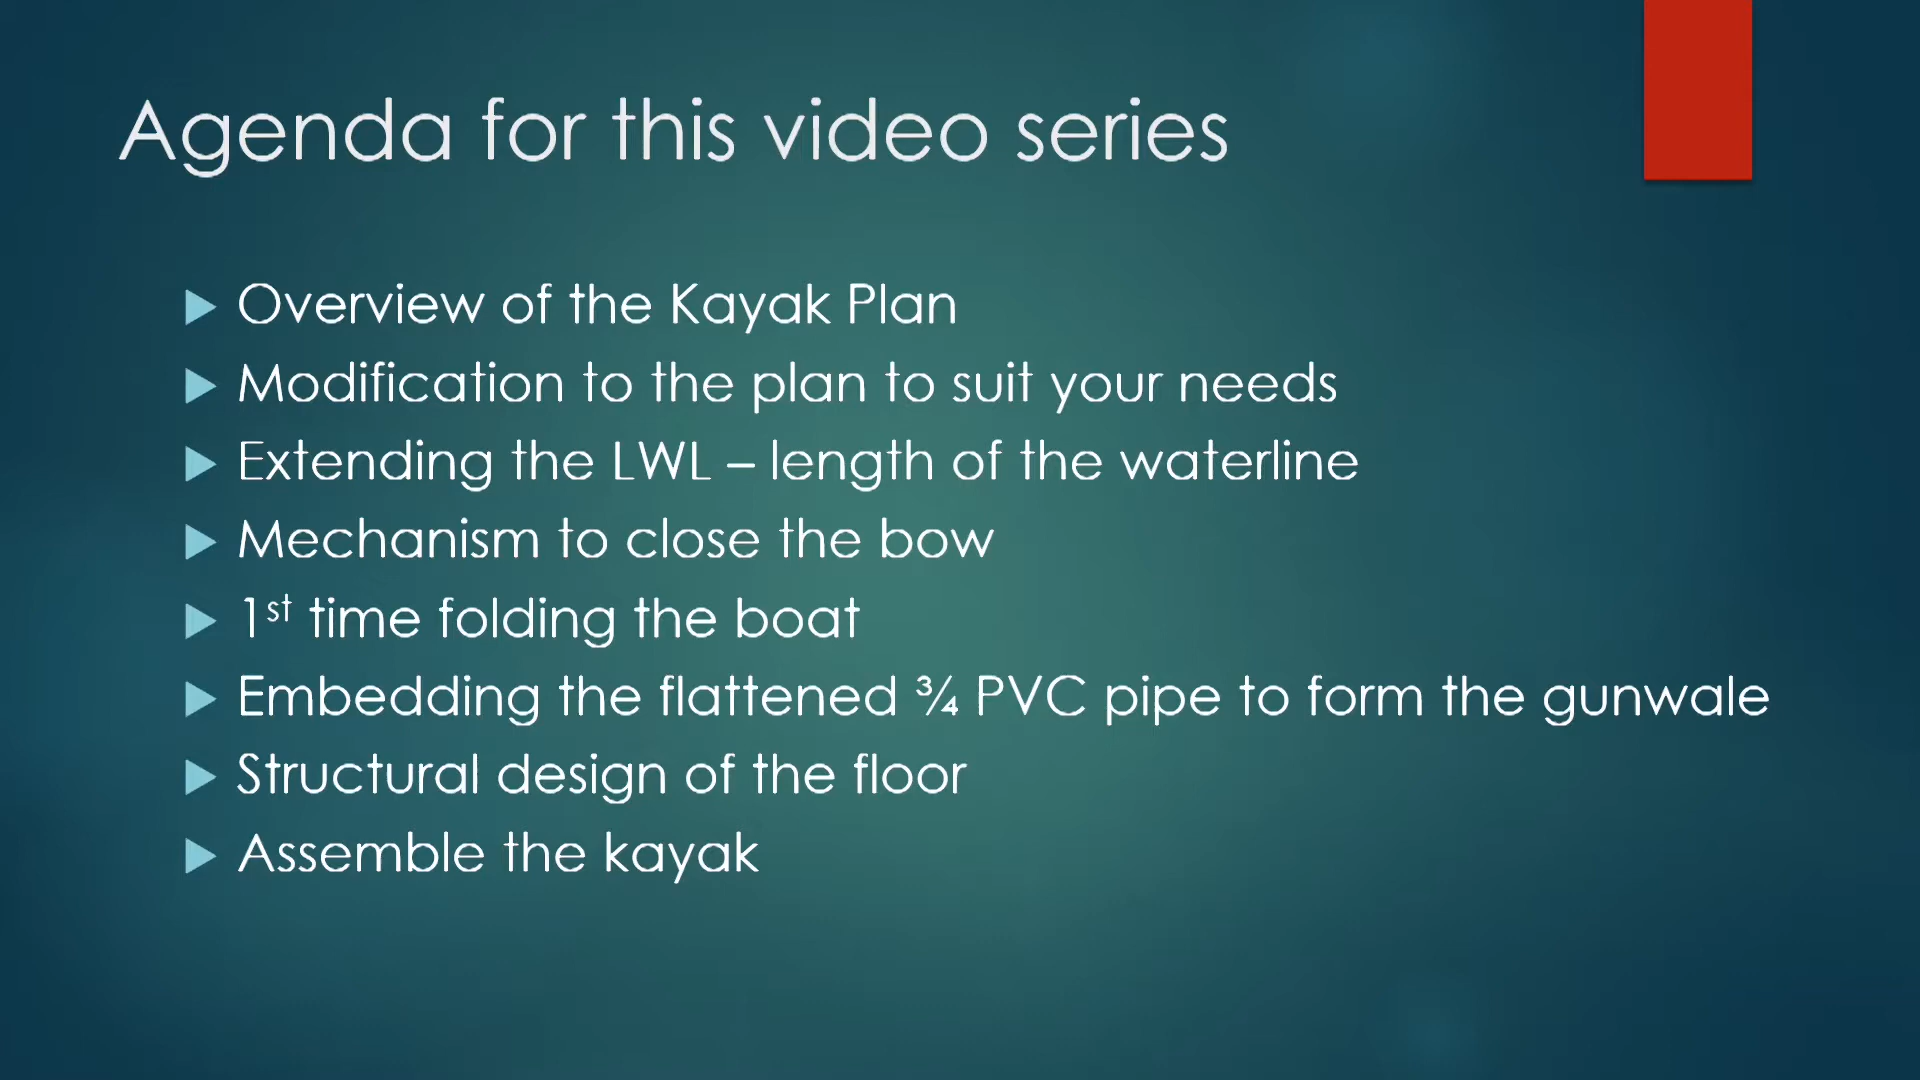 Agenda for this video series
Overview of the Kayak Plan
Modification to the plan to suit your needs
Extending the LWL – length of the waterline
Mechanism to close the bow
1st time folding the boat
Embedding the flattened ¾ PVC pipe to form the gunwale
Structural design of the floor
Assemble the kayak